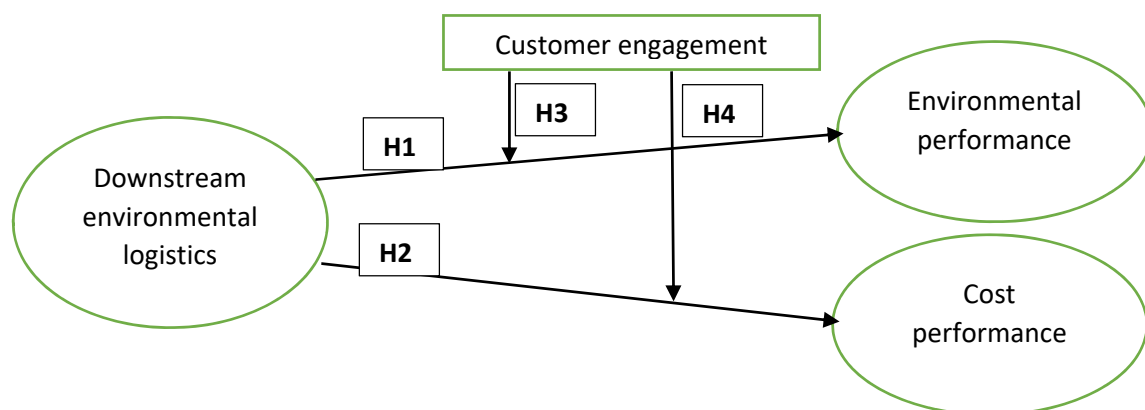 Customer engagement
H3
H4
H1
H2
Downstream
environmental
logistics
Environmental
performance
Cost
performance